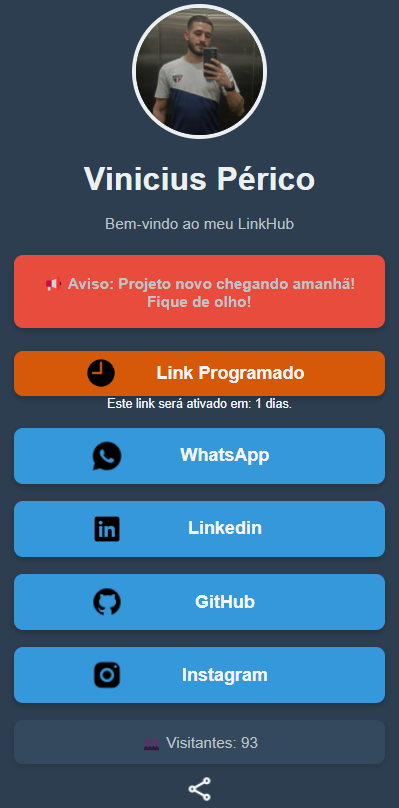 Vinicius Périco
Bem-vindo ao meu LinkHub
Aviso: Projeto novo chegando amanhã!
Fique de olho!
Link Programado
Este link será ativado em: 1 dias.
WhatsApp
Linkedin
GitHub
Instagram
Visitantes: 93